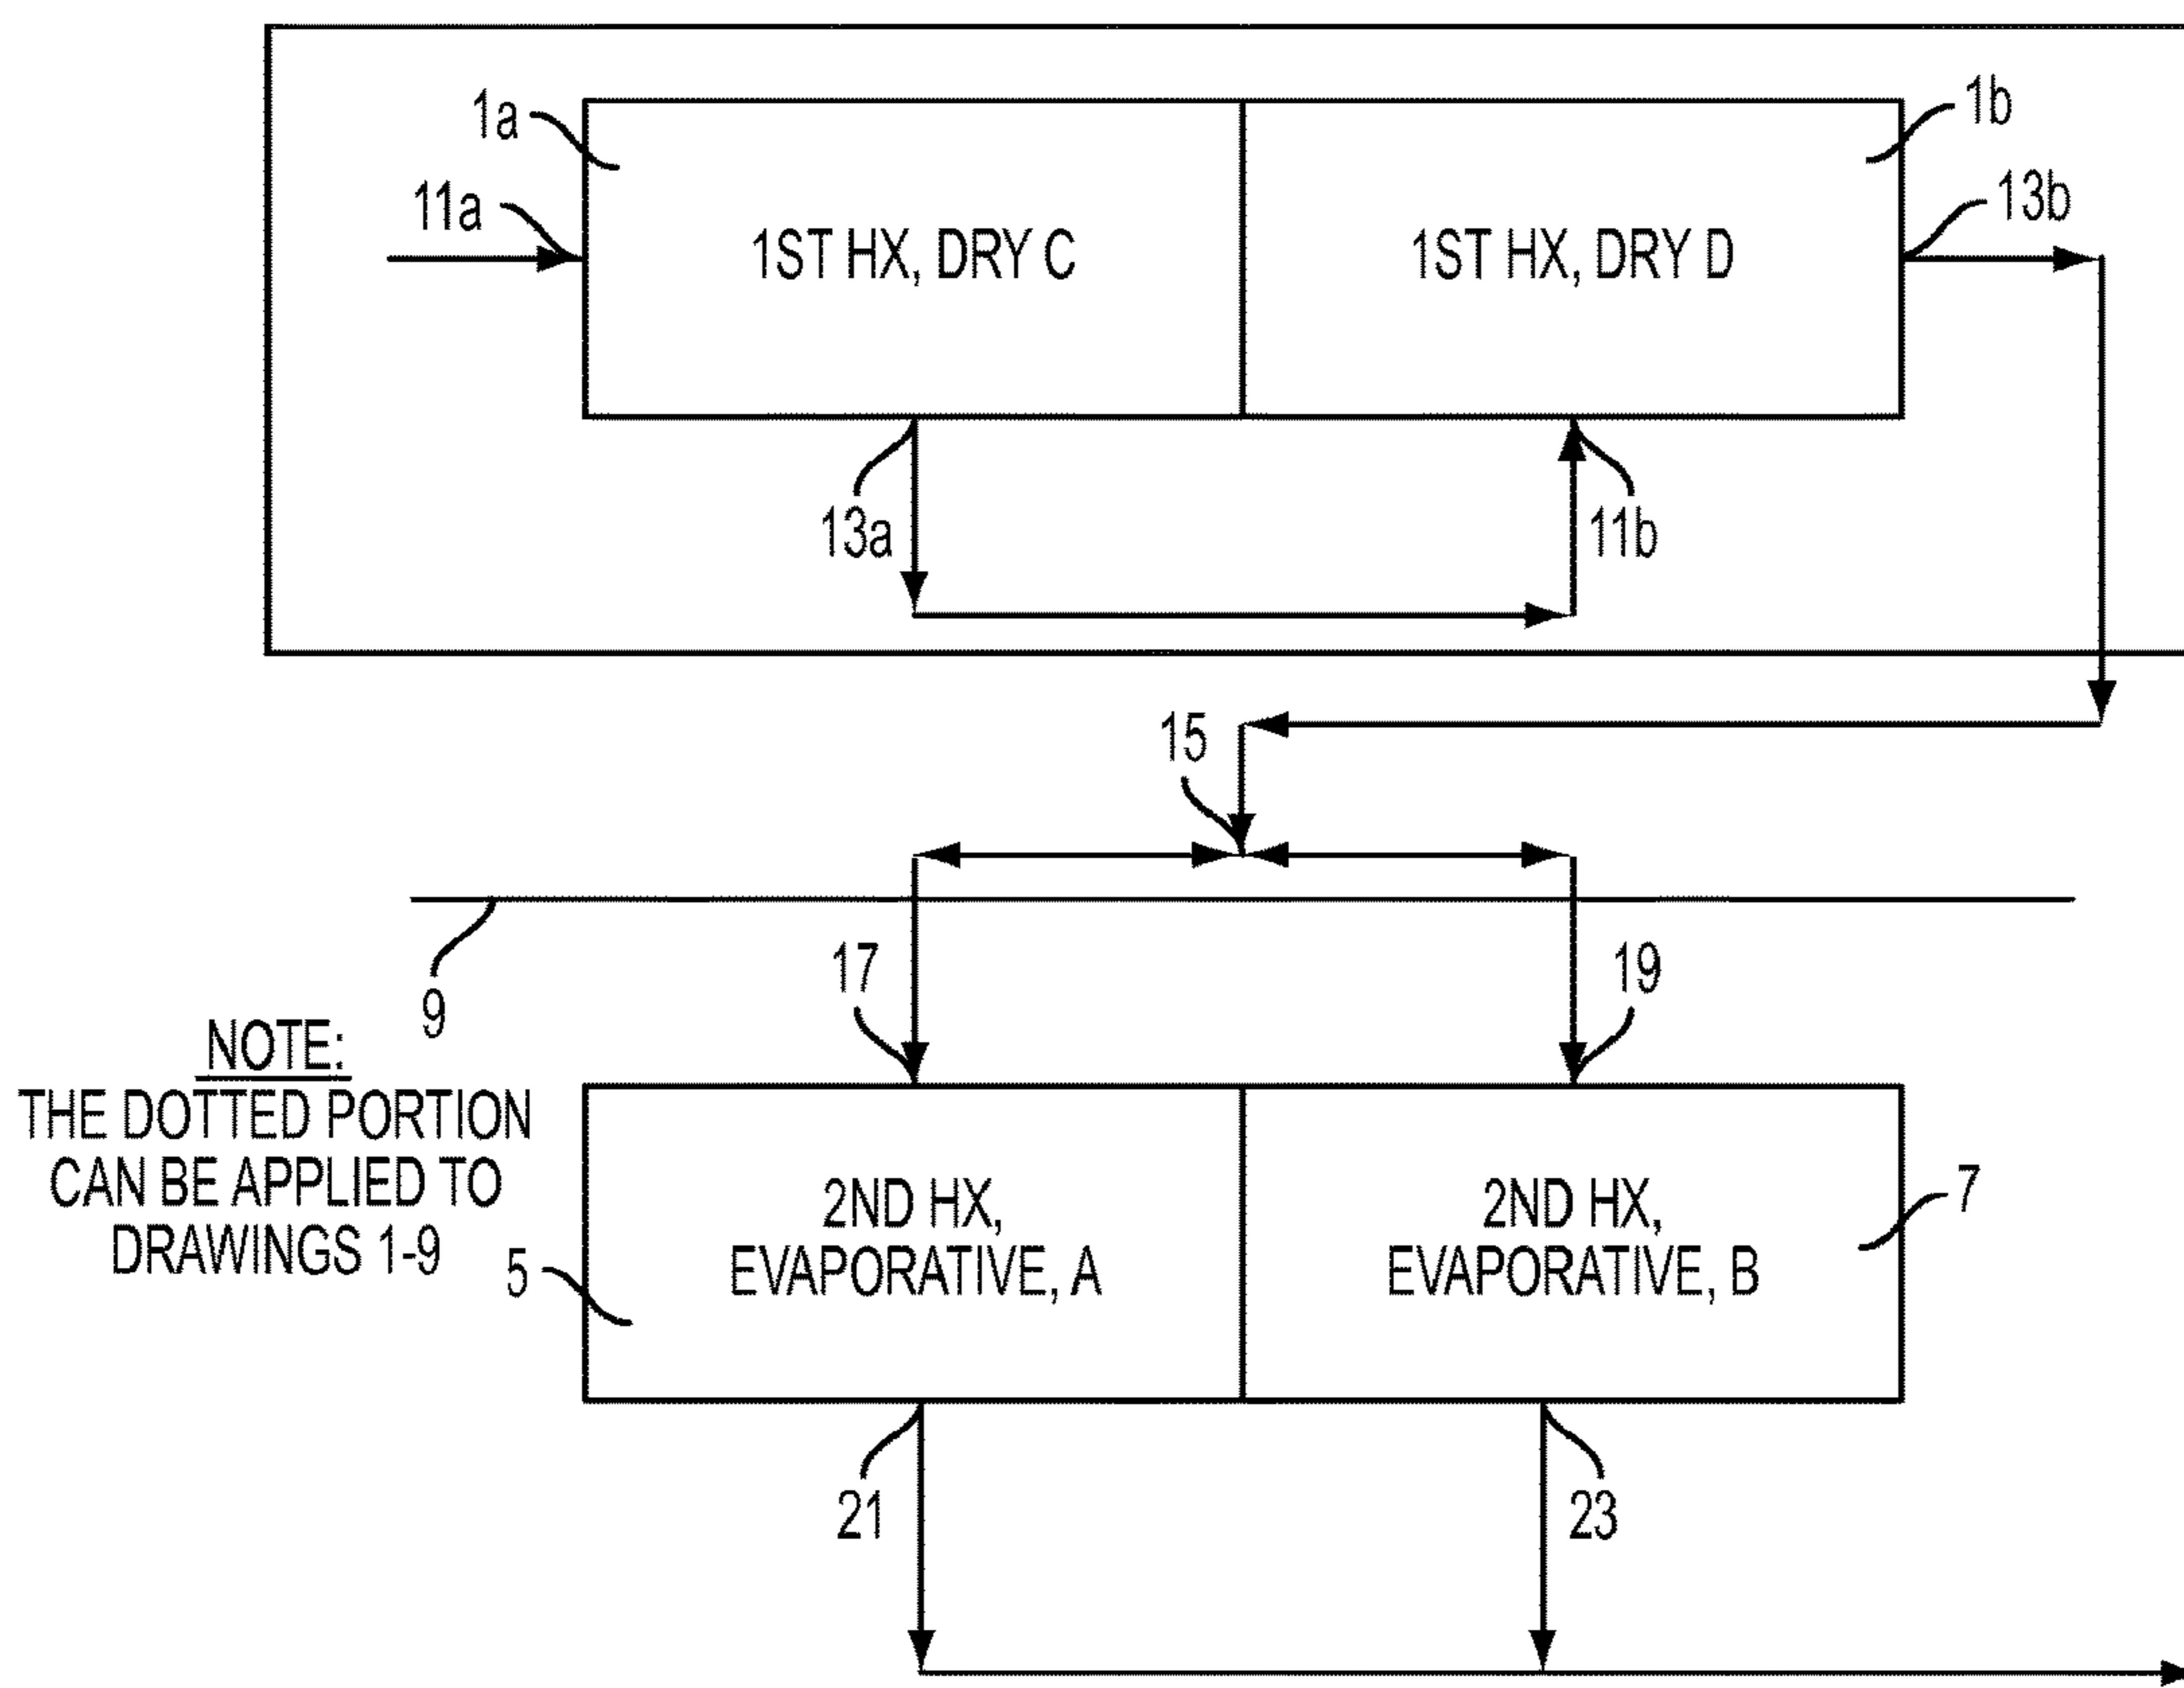 1a
1b
11a
13b
1ST HX, DRY C
1ST HX, DRY D
13a
11b
15
9
17
19
NOTE:
THE DOTTED PORTION
CAN BE APPLIED TO
DRAWINGS 1-9
5
2ND HX,
EVAPORATIVE, A
2ND HX,
EVAPORATIVE, B
7
21
23